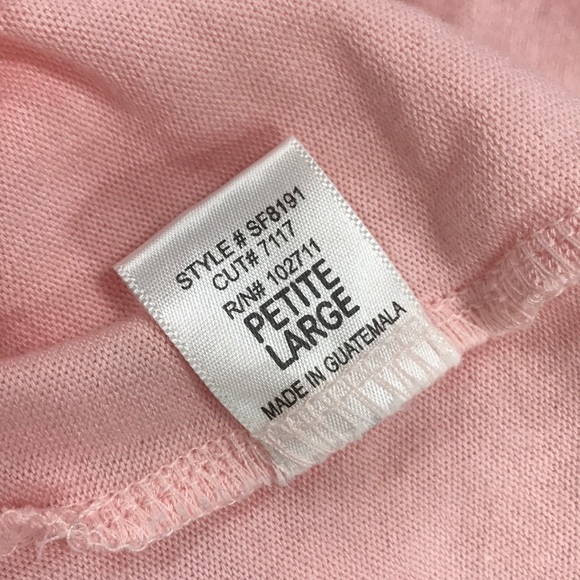 STYLE # SF8191
CUT# 7117
R/N# 102711
PETITE
LARGE
MADE IN GUATEMALA